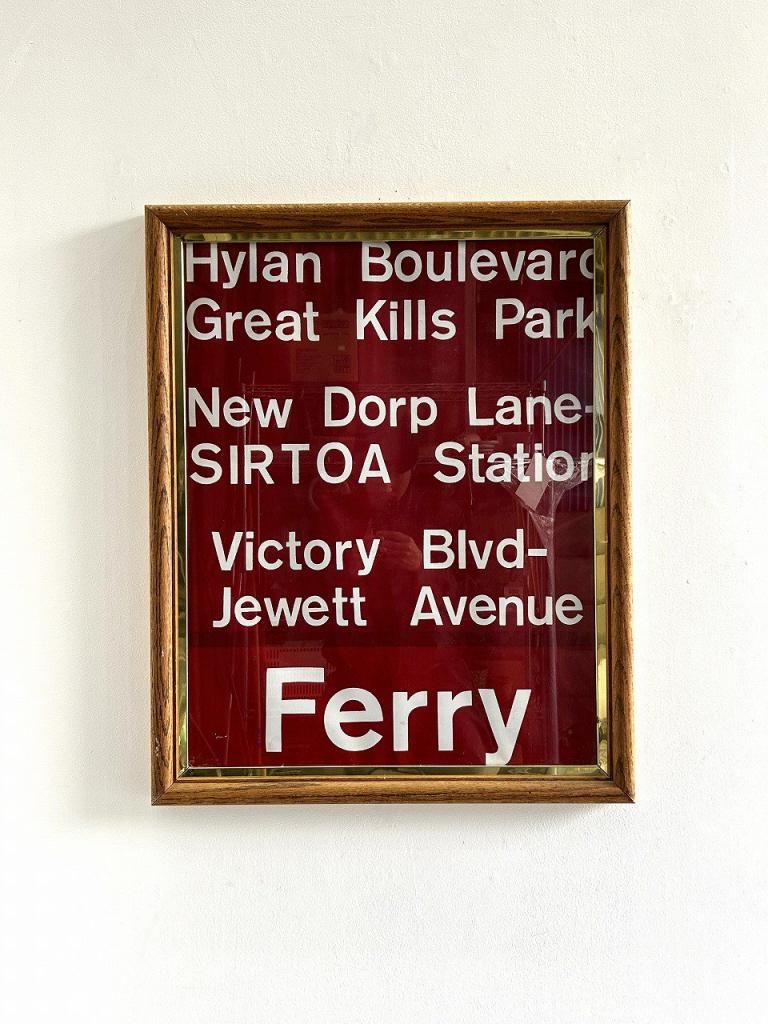 Hylan Boulevard
Great Kills Park
New Dorp Lane-
SIRTOA Station
Victory Blvd-
Jewett Avenue
Ferry